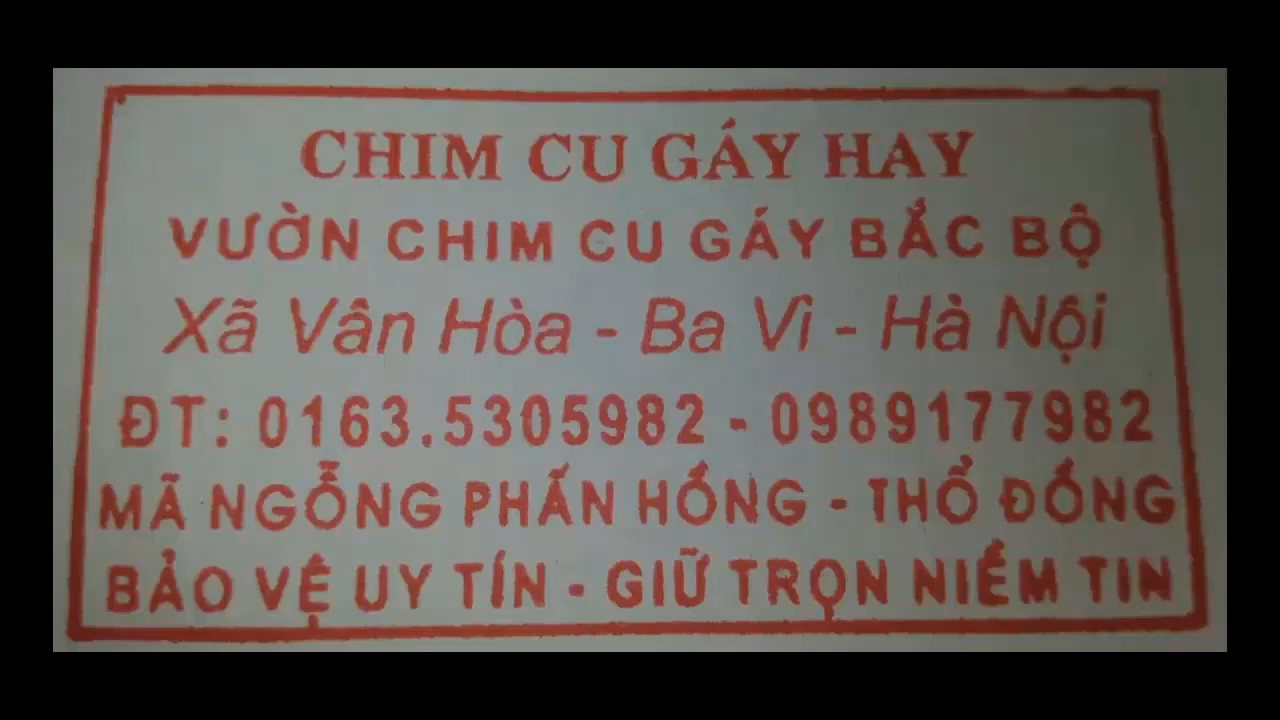 CHIM CU GÁY HAY
VƯỜN CHIM CU GÁY BẮC BỘ
Xã Vân Hòa - Ba Vì - Hà Nội
ĐT: 0163.5305982 - 0989177982
MÃ NGỖNG PHẤN HỒNG - THỔ ĐỒNG
BẢO VỆ UY TÍN - GIỮ TRỌN NIỀM TIN